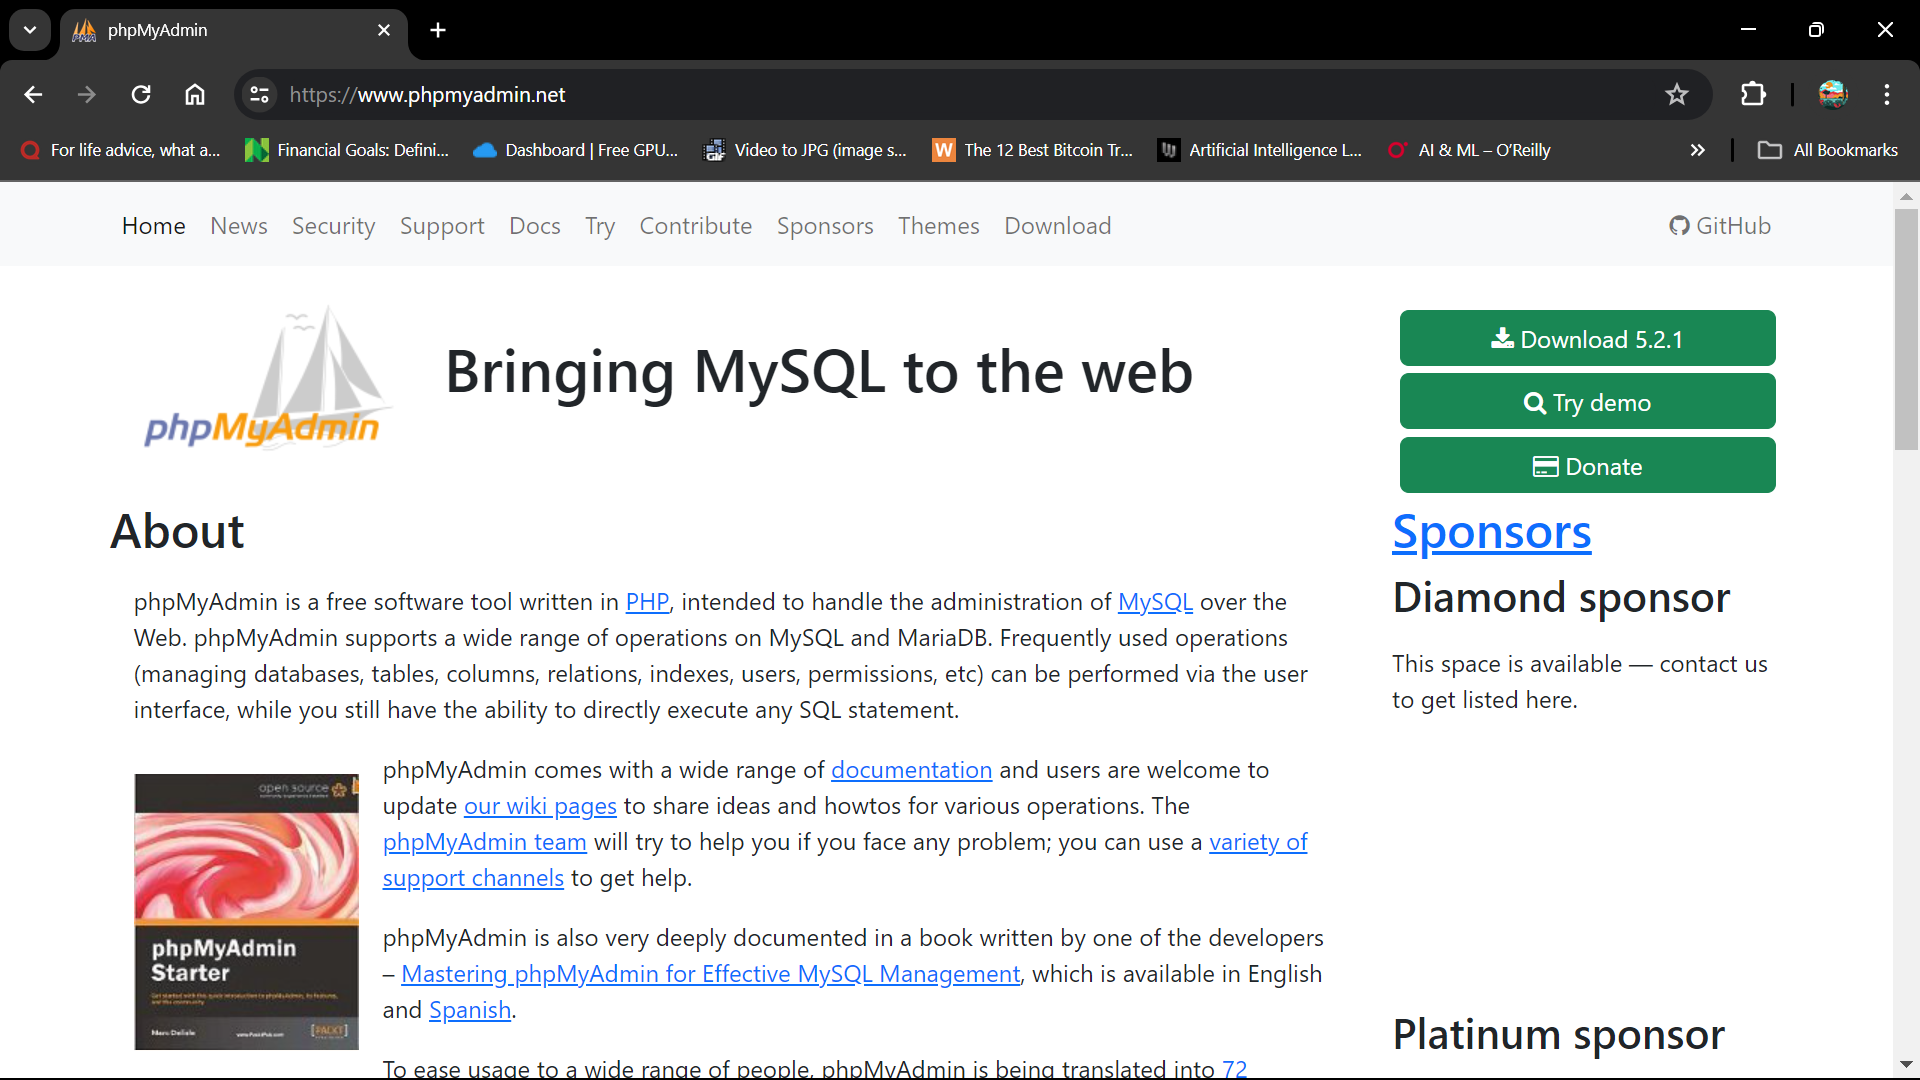 phpMyAdmin
https://www.phpmyadmin.net
For life advice, what a...
Financial Goals: Defini...
Dashboard | Free GPU...
Video to JPG (image s...
The 12 Best Bitcoin Tr...
Artificial Intelligence L...
AI & ML – O'Reilly
All Bookmarks
Home News Security Support Docs Try Contribute Sponsors Themes Download GitHub
phpMyAdmin
Bringing MySQL to the web
Download 5.2.1
Try demo
Donate
About
phpMyAdmin is a free software tool written in PHP, intended to handle the administration of MySQL over the
Web. phpMyAdmin supports a wide range of operations on MySQL and MariaDB. Frequently used operations
(managing databases, tables, columns, relations, indexes, users, permissions, etc) can be performed via the user
interface, while you still have the ability to directly execute any SQL statement.
open source
phpMyAdmin
Starter
Marc Delisle
www.PacktPub.com
PACKT
phpMyAdmin comes with a wide range of documentation and users are welcome to
update our wiki pages to share ideas and howtos for various operations. The
phpMyAdmin team will try to help you if you face any problem; you can use a variety of
support channels to get help.
phpMyAdmin is also very deeply documented in a book written by one of the developers
– Mastering phpMyAdmin for Effective MySQL Management, which is available in English
and Spanish.
To ease usage to a wide range of people, phpMyAdmin is being translated into 72
Sponsors
Diamond sponsor
This space is available — contact us
to get listed here.
Platinum sponsor